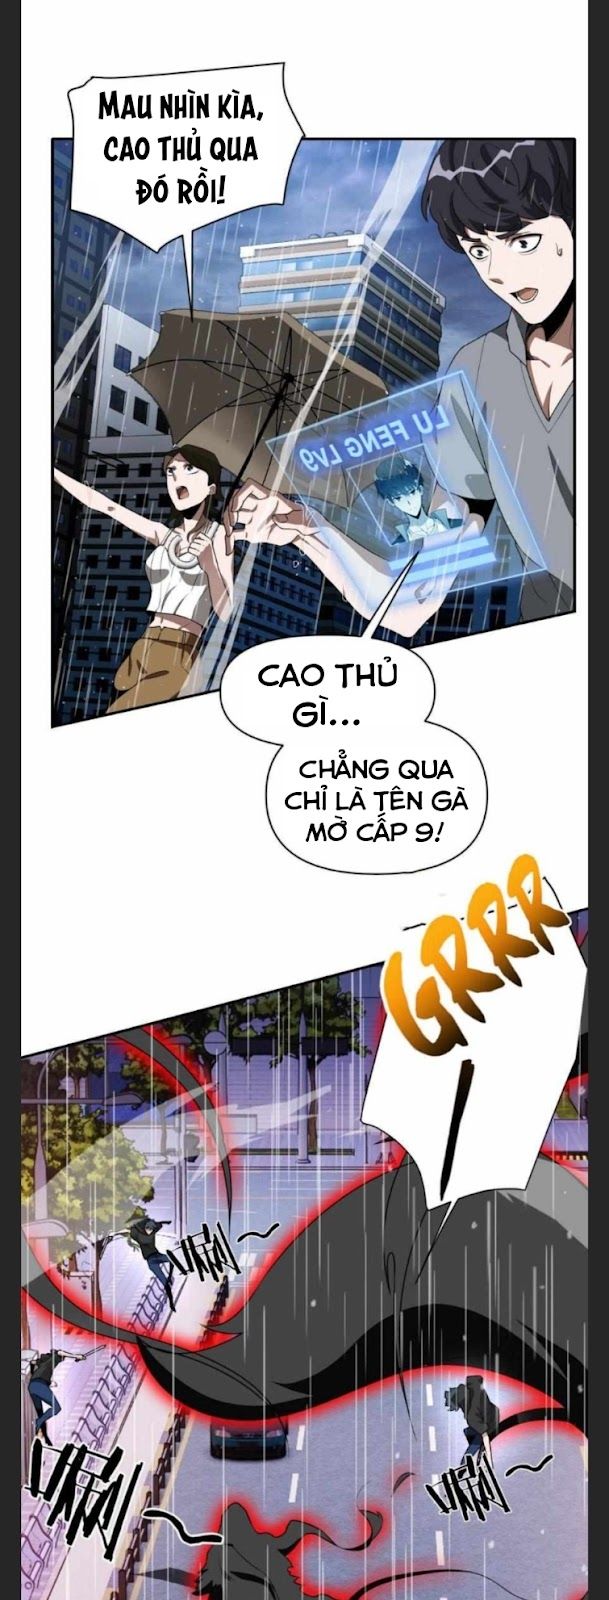 MAU NHÌN KÌA,
CAO THỦ QUA
ĐÓ RỒI!
LU FENG LV9
CAO THỦ
GÌ...
CHẲNG QUA
CHỈ LÀ TÊN GÀ
MỜ CẤP 9!
GRRR